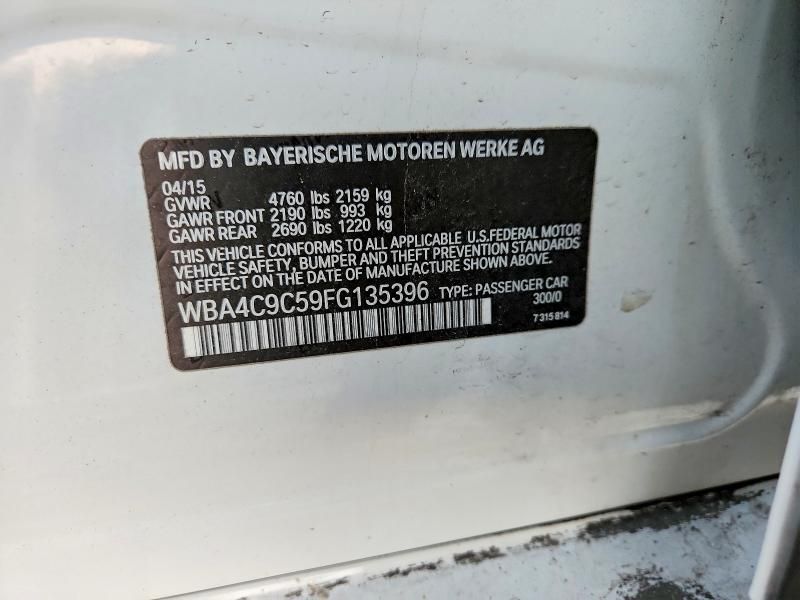 MFD BY BAYERISCHE MOTOREN WERKE AG
04/15
GVWR 4760 lbs 2159 kg
GAWR FRONT 2190 lbs 993 kg
GAWR REAR 2690 lbs 1220 kg
THIS VEHICLE CONFORMS TO ALL APPLICABLE U.S.FEDERAL MOTOR
VEHICLE SAFETY, BUMPER AND THEFT PREVENTION STANDARDS
IN EFFECT ON THE DATE OF MANUFACTURE SHOWN ABOVE.
WBA4C9C59FG135396 TYPE: PASSENGER CAR
300/0
7 315 814